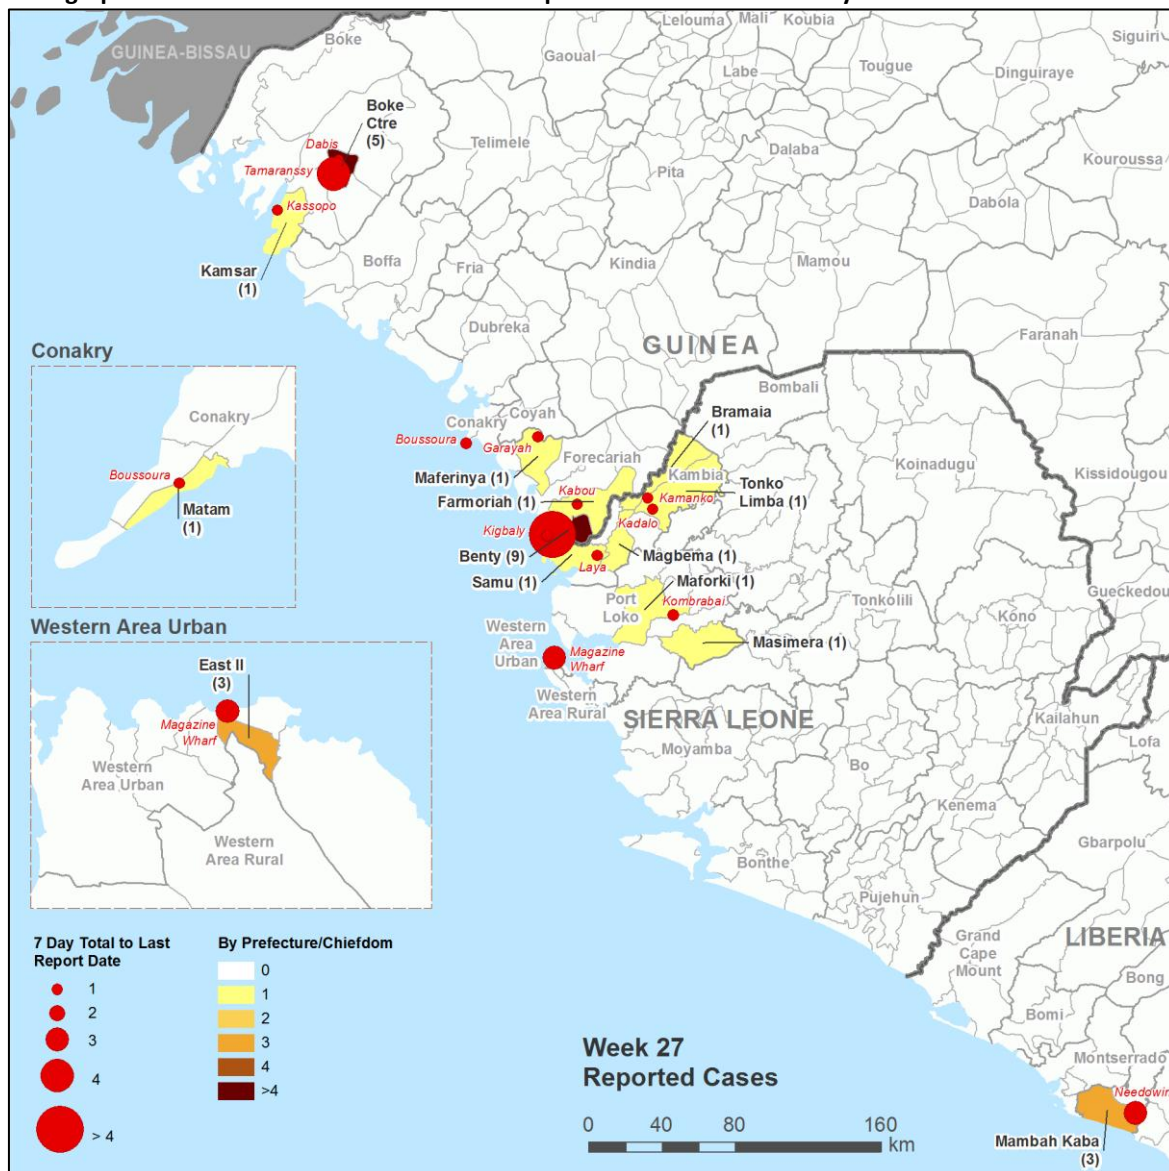 GUINEA-BISSAU
Boke
Gaoual
Lelouma
Mali
Koubia
Siguiri
Labe
Tougue
Dinguiraye
Boke
Ctre
(5)
Dabis
Tamaranssy
Telimele
Pita
Dalaba
Kouroussa
Dabola
Kassopo
Kamsar
(1)
Boffa
Fria
Kindia
Mamou
Dubreka
Faranah
GUINEA
Conakry
Conakry
Boussoura
Matam
(1)
Bombali
Bramaia
(1)
Conakry
Coyah
Boussoura
Garayah
Forecariah
Koinadugu
Kissidougou
Maferinya (1)
Kambia
Tonko
Limba (1)
Farmoriah (1)
Kabou
Kamankol
Kadalo
Kigbaly
Benty (9)
Magbema (1)
Samu (1)
Laya
Maforki (1)
Gueckedou
Port
Loko
Kombrabai
Tonkolili
Kono
Western
Area
Urban
Magazine
Wharf
Masimera (1)
Western
Area Rural
SIERRA LEONE
Kailahun
Moyamba
Lofa
Bo
Kenema
Gbarpolu
Bonthe
Pujehun
Western Area Urban
East II
(3)
Magazine
Wharf
Western
Area Urban
Western
Area Rural
Grand
Cape
Mount
LIBERIA
Bong
Bomi
Montserrado
Needowin
Mambah Kaba
(3)
7 Day Total to Last
Report Date
1
2
3
4
> 4
By Prefecture/Chiefdom
0
1
2
3
4
>4
Week 27
Reported Cases
0 40 80 160
km